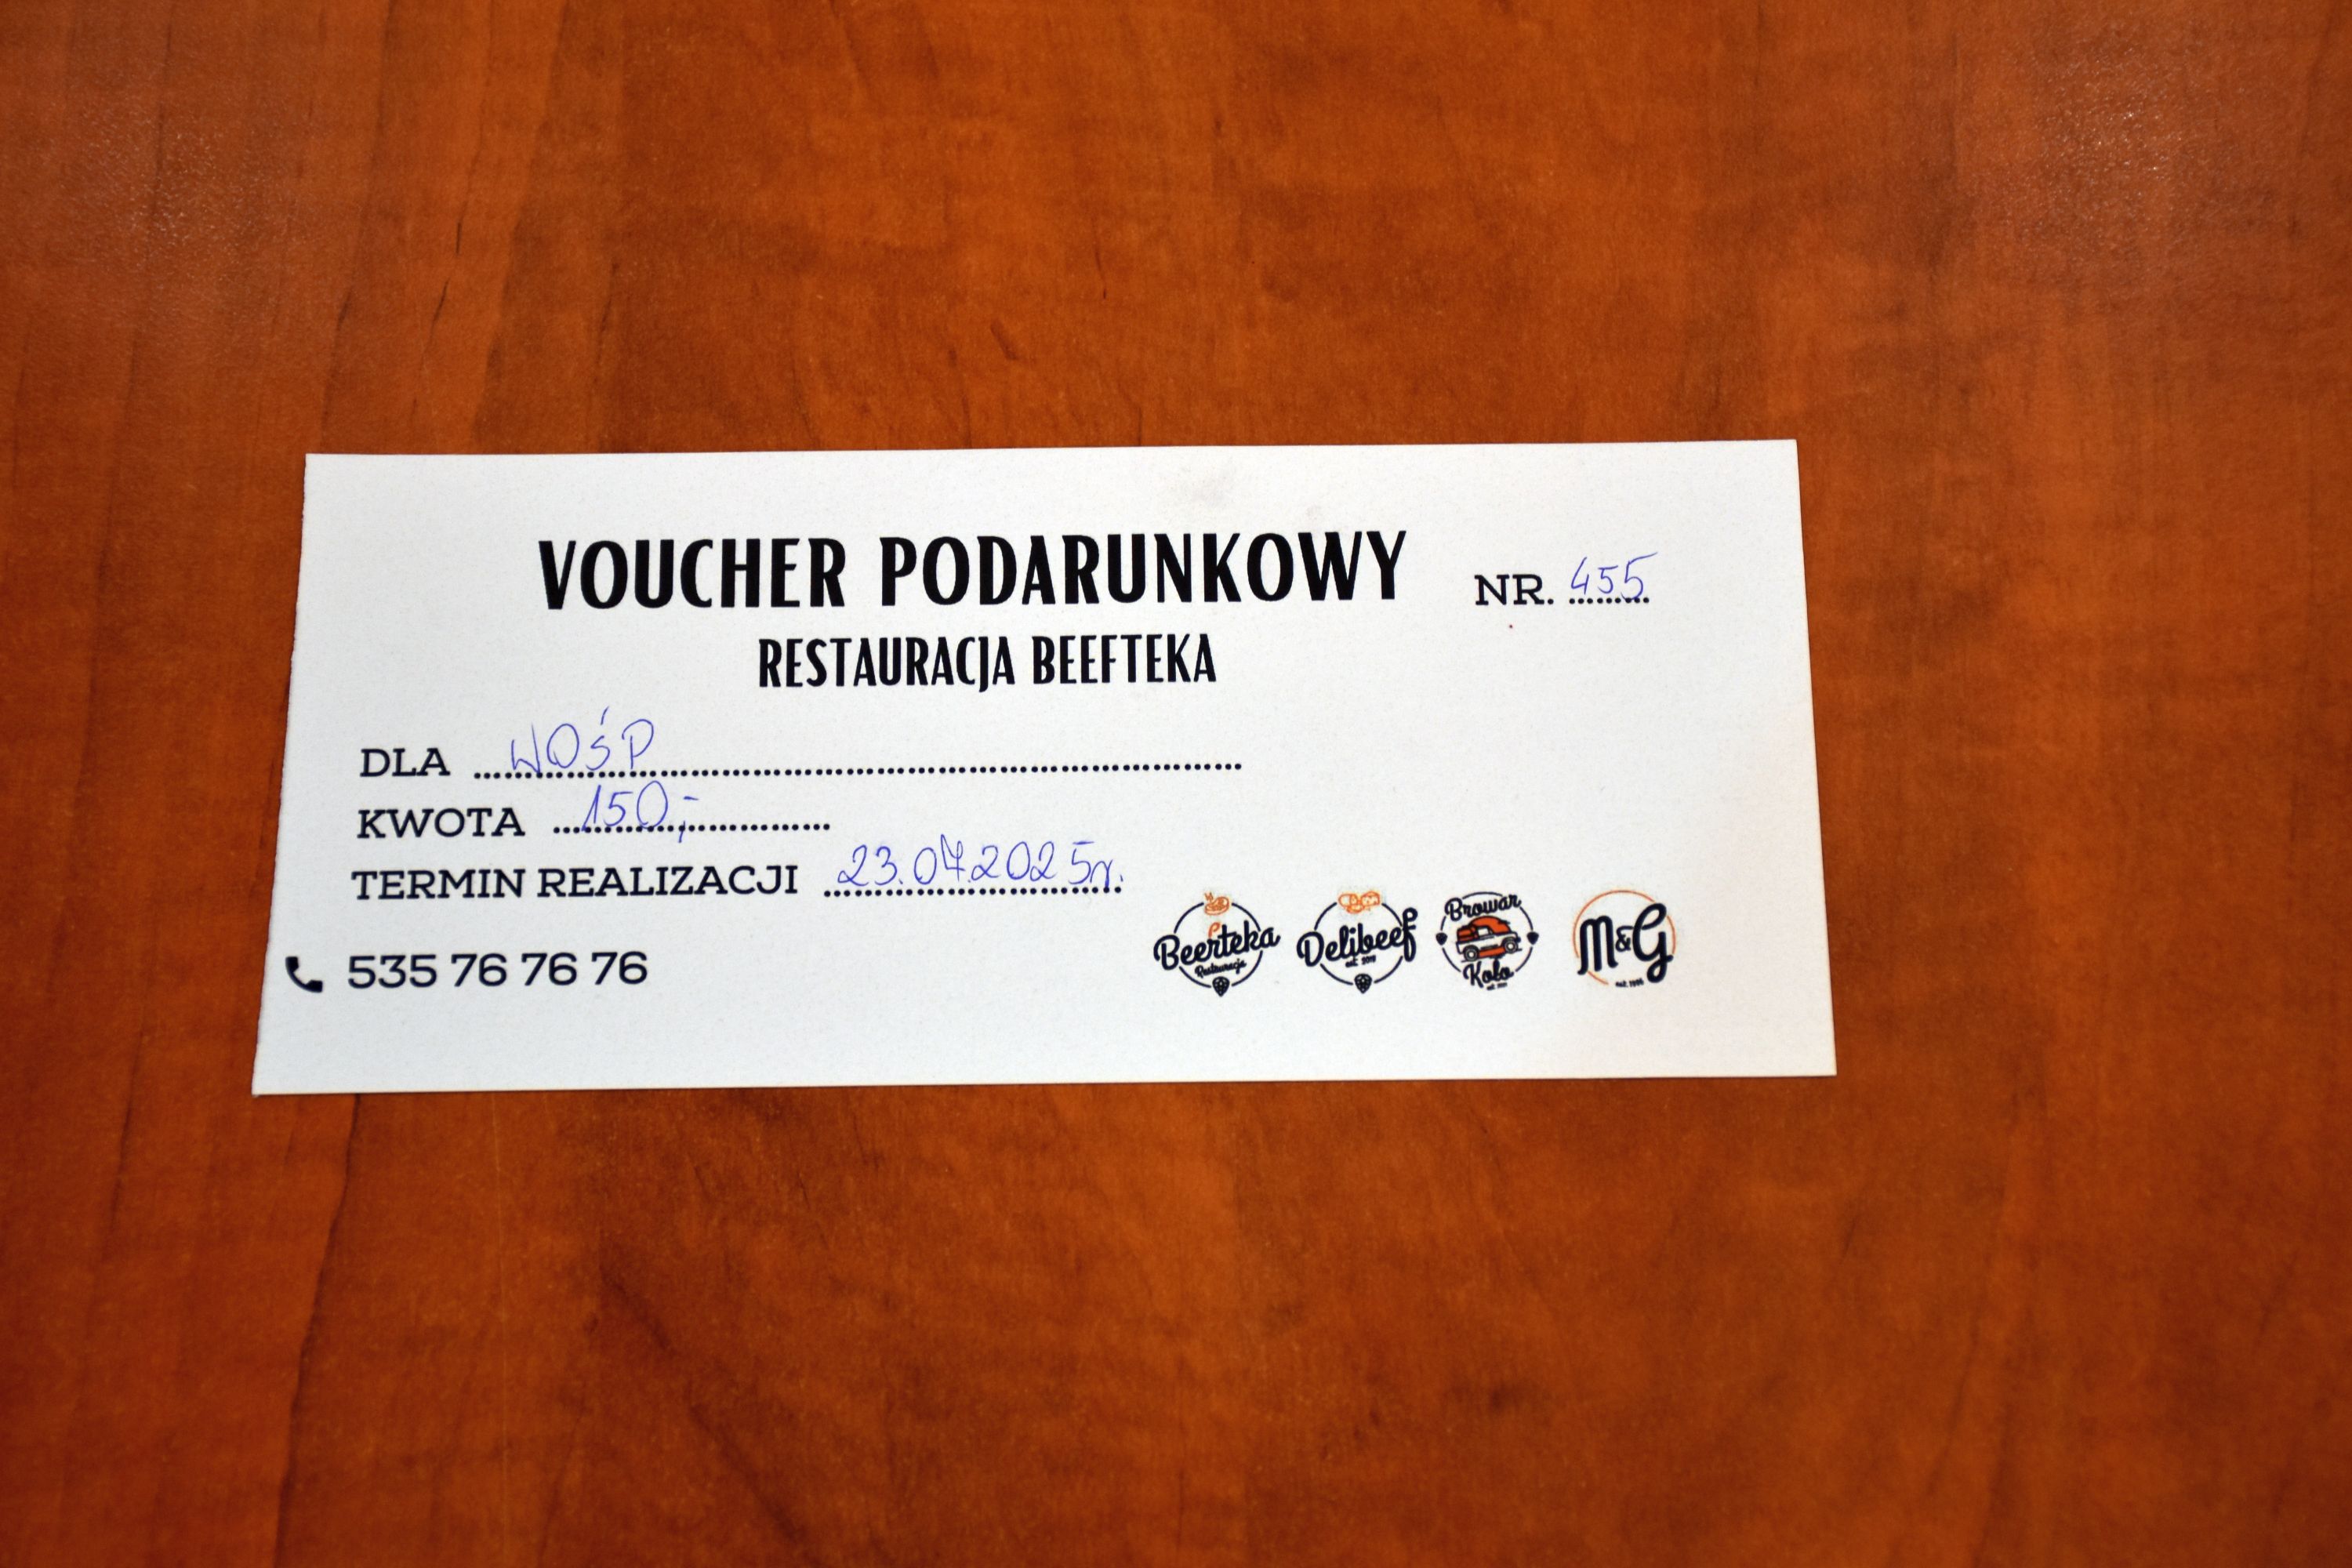 VOUCHER PODARUNKOWY NR. 455
RESTAURACJA BEEFTEKA
DLA WOŚP
KWOTA 150,-
TERMIN REALIZACJI 23.04.2025r.
535 76 76 76
Beerteka
Restauracja
Delibeef
Browar
Koło
M&G